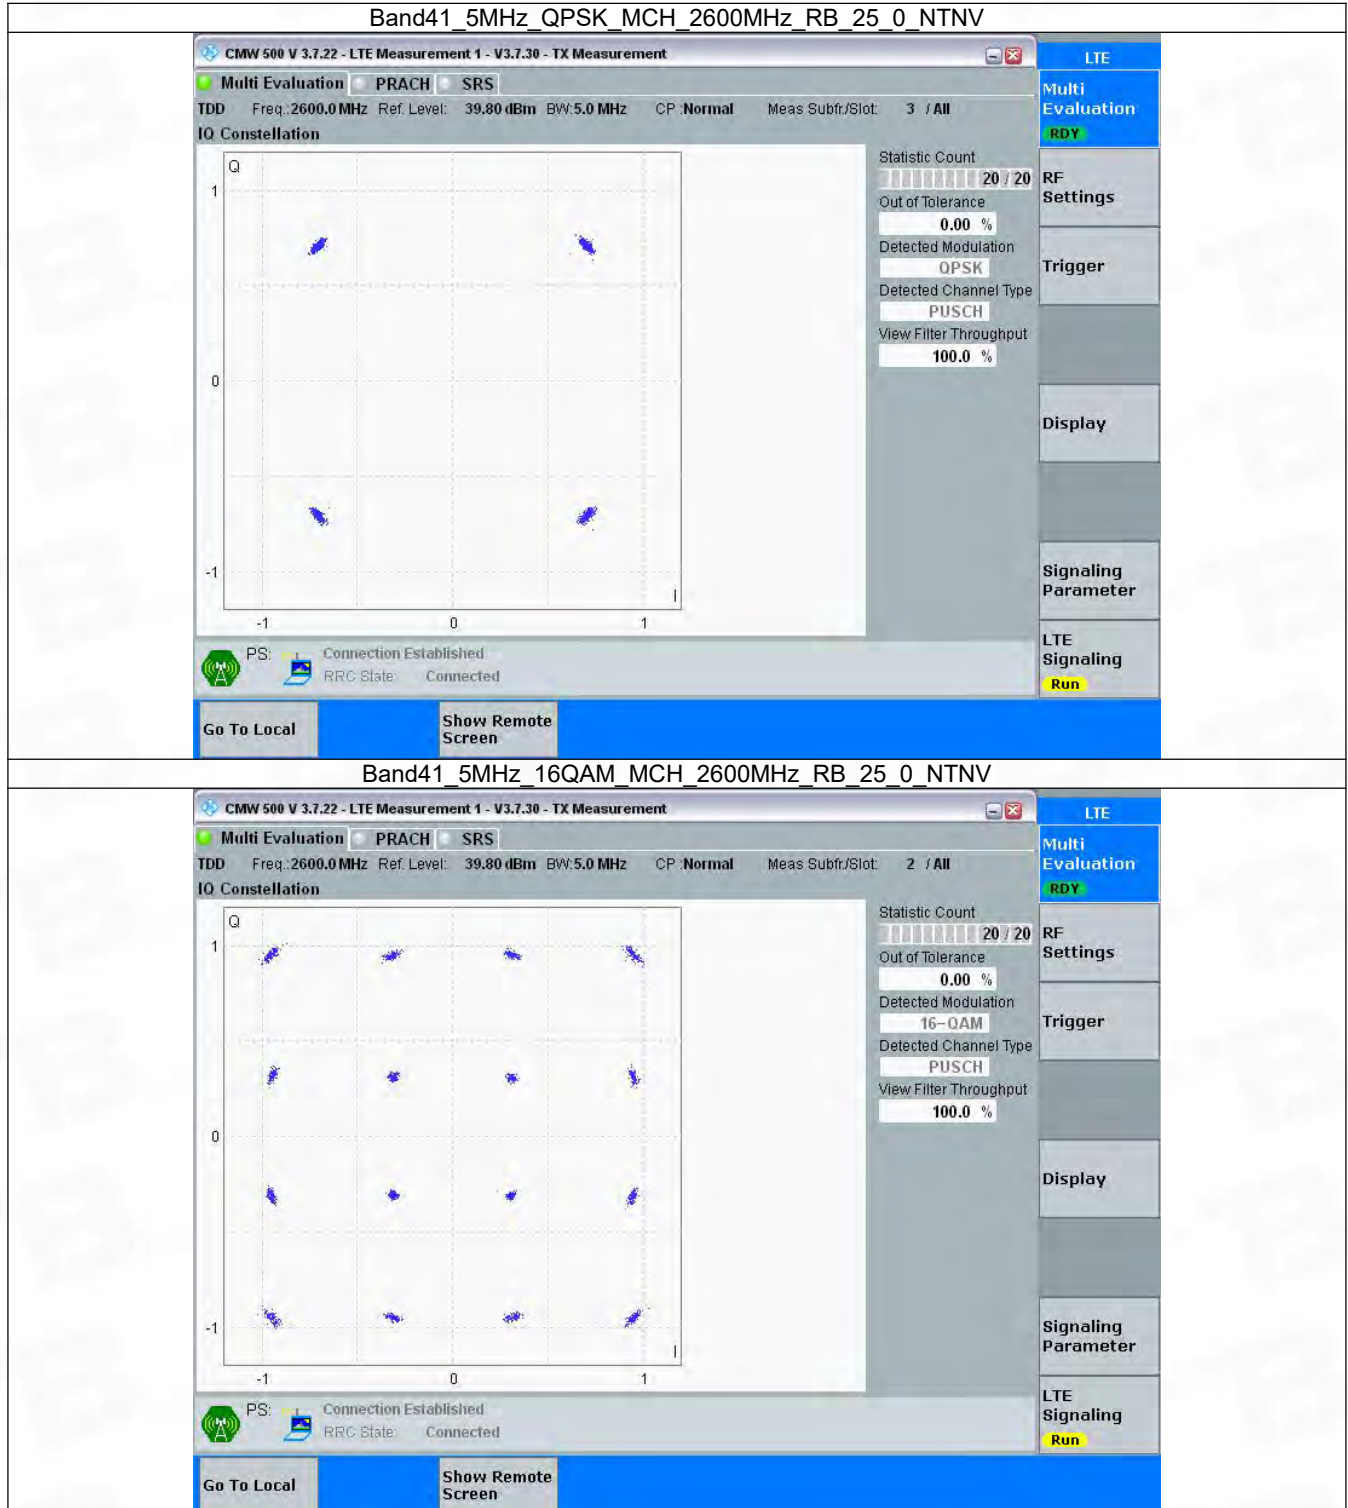 Band41_5MHz_QPSK_MCH_2600MHz_RB_25_0_NTNV
CMW 500 V 3.7.22 - LTE Measurement 1 - V3.7.30 - TX Measurement
LTE
Multi Evaluation PRACH SRS
Multi
Evaluation
RDY
TDD Freq.:2600.0 MHz Ref. Level: 39.80 dBm BW:5.0 MHz CP :Normal Meas Subfr./Slot: 3 / All
IQ Constellation
Q
1
0
-1
-1 0 1
I
Statistic Count
20 / 20
Out of Tolerance
0.00 %
Detected Modulation
QPSK
Detected Channel Type
PUSCH
View Filter Throughput
100.0 %
RF
Settings
Trigger
Display
Signaling
Parameter
LTE
Signaling
Run
PS: Connection Established
RRC State: Connected
Go To Local
Show Remote
Screen
Band41_5MHz_16QAM_MCH_2600MHz_RB_25_0_NTNV
CMW 500 V 3.7.22 - LTE Measurement 1 - V3.7.30 - TX Measurement
LTE
Multi Evaluation PRACH SRS
Multi
Evaluation
RDY
TDD Freq.:2600.0 MHz Ref. Level: 39.80 dBm BW:5.0 MHz CP :Normal Meas Subfr./Slot: 2 / All
IQ Constellation
Q
1
0
-1
-1 0 1
I
Statistic Count
20 / 20
Out of Tolerance
0.00 %
Detected Modulation
16-QAM
Detected Channel Type
PUSCH
View Filter Throughput
100.0 %
RF
Settings
Trigger
Display
Signaling
Parameter
LTE
Signaling
Run
PS: Connection Established
RRC State: Connected
Go To Local
Show Remote
Screen